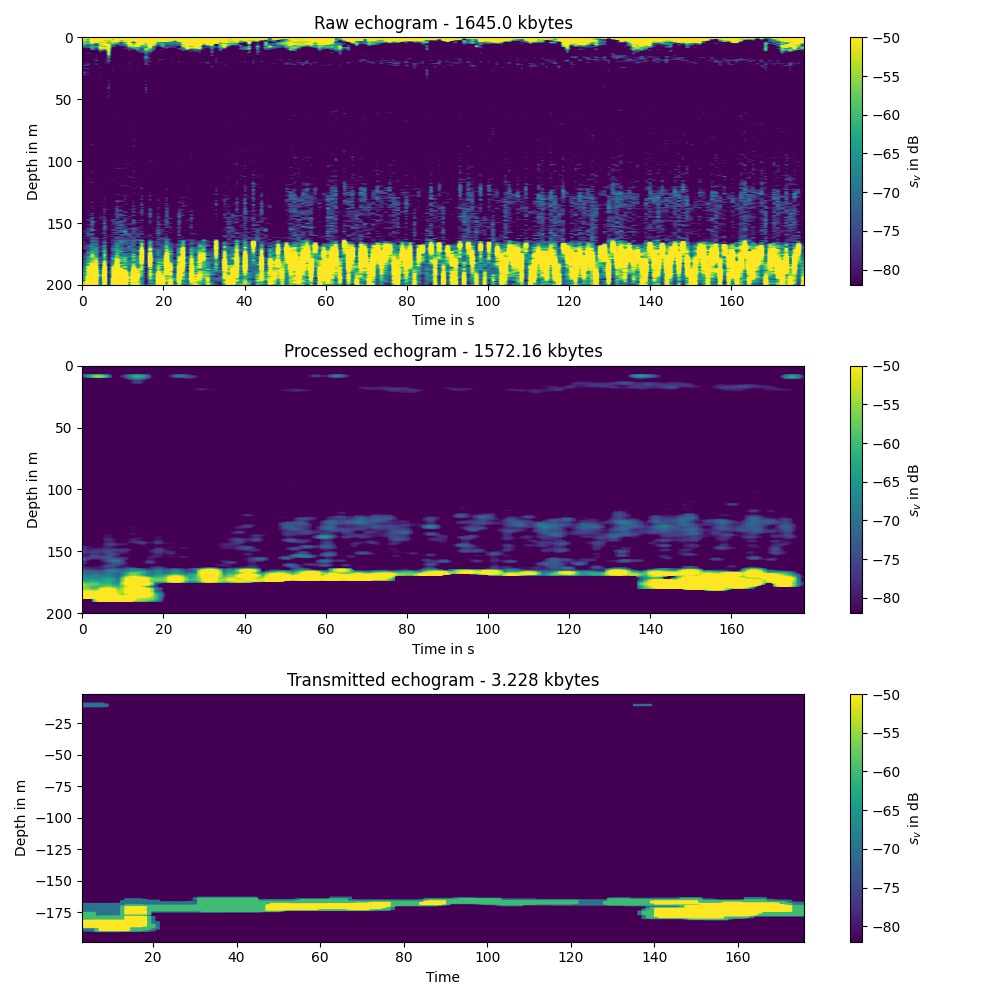 Raw echogram - 1645.0 kbytes
0
50
100
150
200
Depth in m
0 20 40 60 80 100 120 140 160
Time in s
−50
−55
−60
−65
−70
−75
−80
sᵥ in dB
Processed echogram - 1572.16 kbytes
0
50
100
150
200
Depth in m
0 20 40 60 80 100 120 140 160
Time in s
−50
−55
−60
−65
−70
−75
−80
sᵥ in dB
Transmitted echogram - 3.228 kbytes
−25
−50
−75
−100
−125
−150
−175
Depth in m
20 40 60 80 100 120 140 160
Time
−50
−55
−60
−65
−70
−75
−80
sᵥ in dB